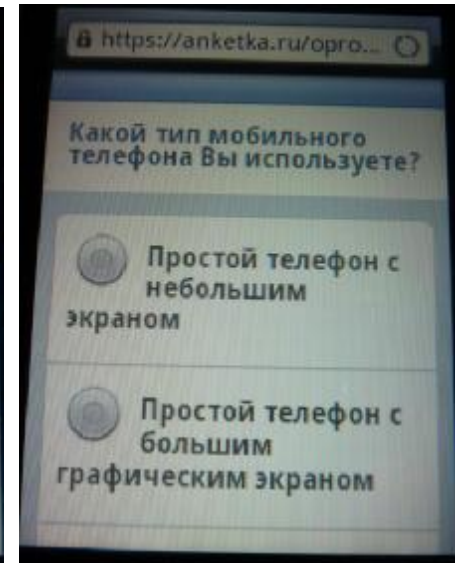 https://anketka.ru/opro...
Какой тип мобильного
телефона Вы используете?
Простой телефон с
небольшим
экраном
Простой телефон с
большим
графическим экраном